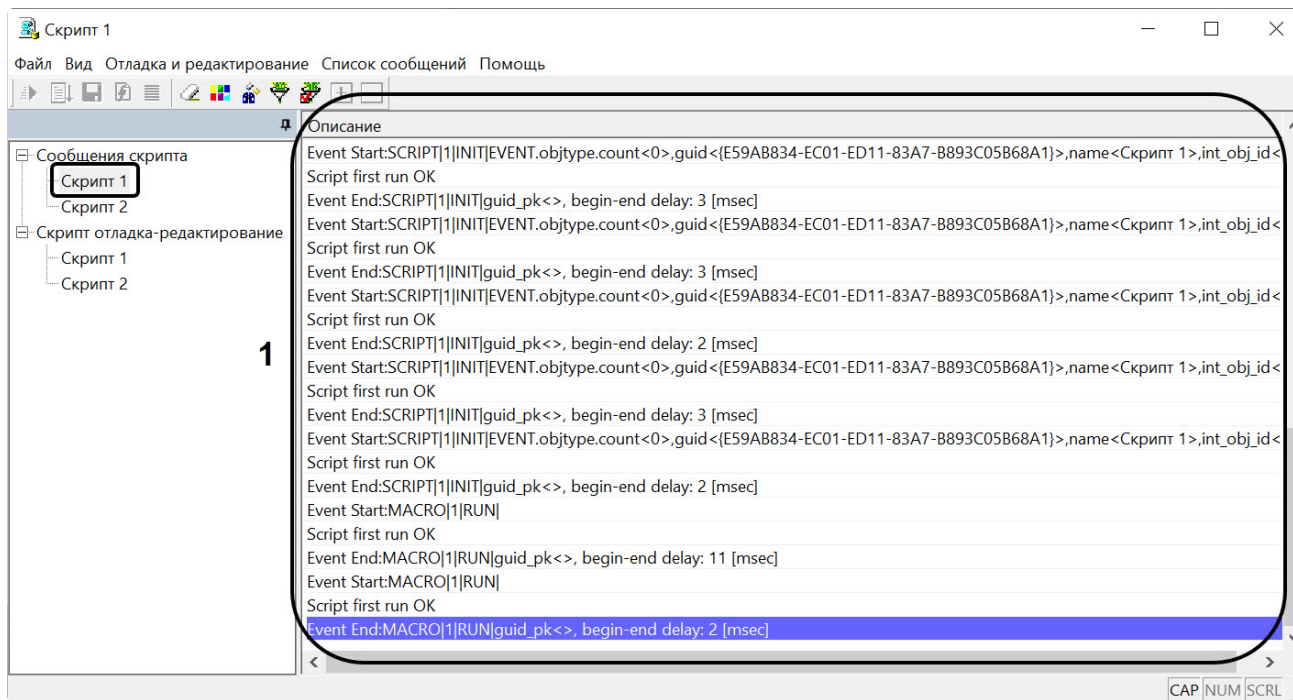 Скрипт 1
Файл Вид Отладка и редактирование Список сообщений Помощь
Описание
Сообщения скрипта
Скрипт 1
Скрипт 2
Скрипт отладка-редактирование
Скрипт 1
Скрипт 2
1
Event Start:SCRIPT|1|INIT|EVENT.objtype.count<0>,guid<{E59AB834-EC01-ED11-83A7-B893C05B68A1}>,name<Скрипт 1>,int_obj_id<
Script first run OK
Event End:SCRIPT|1|INIT|guid_pk<>, begin-end delay: 3 [msec]
Event Start:SCRIPT|1|INIT|EVENT.objtype.count<0>,guid<{E59AB834-EC01-ED11-83A7-B893C05B68A1}>,name<Скрипт 1>,int_obj_id<
Script first run OK
Event End:SCRIPT|1|INIT|guid_pk<>, begin-end delay: 3 [msec]
Event Start:SCRIPT|1|INIT|EVENT.objtype.count<0>,guid<{E59AB834-EC01-ED11-83A7-B893C05B68A1}>,name<Скрипт 1>,int_obj_id<
Script first run OK
Event End:SCRIPT|1|INIT|guid_pk<>, begin-end delay: 2 [msec]
Event Start:SCRIPT|1|INIT|EVENT.objtype.count<0>,guid<{E59AB834-EC01-ED11-83A7-B893C05B68A1}>,name<Скрипт 1>,int_obj_id<
Script first run OK
Event End:SCRIPT|1|INIT|guid_pk<>, begin-end delay: 3 [msec]
Event Start:SCRIPT|1|INIT|EVENT.objtype.count<0>,guid<{E59AB834-EC01-ED11-83A7-B893C05B68A1}>,name<Скрипт 1>,int_obj_id<
Script first run OK
Event End:SCRIPT|1|INIT|guid_pk<>, begin-end delay: 2 [msec]
Event Start:MACRO|1|RUN|
Script first run OK
Event End:MACRO|1|RUN|guid_pk<>, begin-end delay: 11 [msec]
Event Start:MACRO|1|RUN|
Script first run OK
Event End:MACRO|1|RUN|guid_pk<>, begin-end delay: 2 [msec]
CAP NUM SCRL